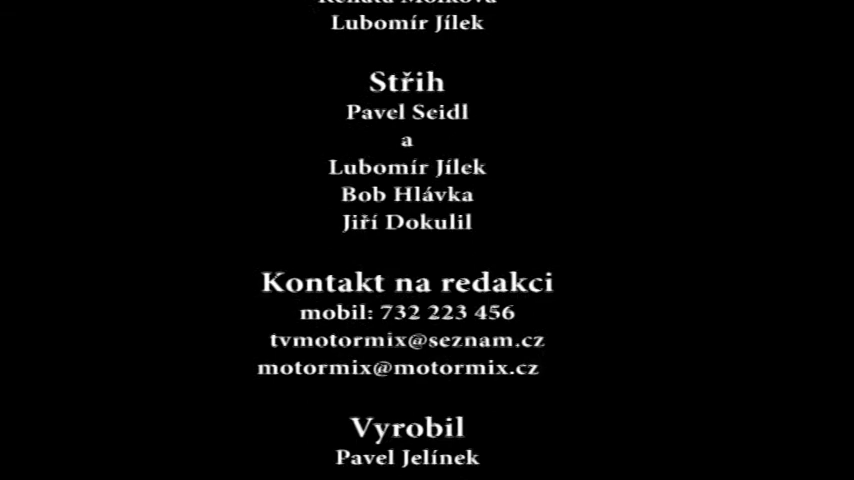 Lubomír Jílek
Střih
Pavel Seidl
a
Lubomír Jílek
Bob Hlávka
Jiří Dokulil
Kontakt na redakci
mobil: 732 223 456
tvmotormix@seznam.cz
motormix@motormix.cz
Vyrobil
Pavel Jelínek